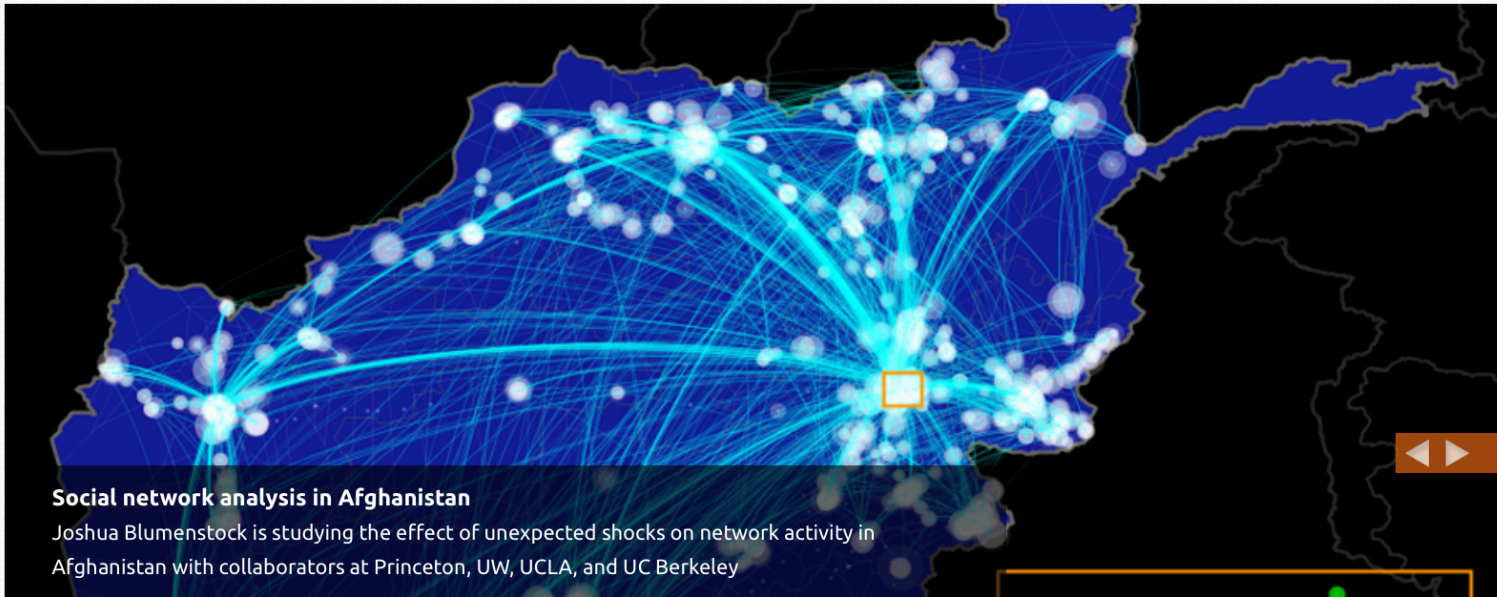 Social network analysis in Afghanistan
Joshua Blumenstock is studying the effect of unexpected shocks on network activity in
Afghanistan with collaborators at Princeton, UW, UCLA, and UC Berkeley